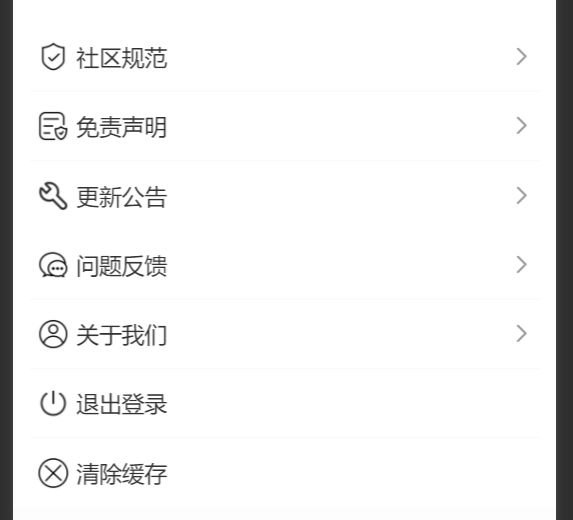 社区规范
免责声明
更新公告
问题反馈
关于我们
退出登录
清除缓存